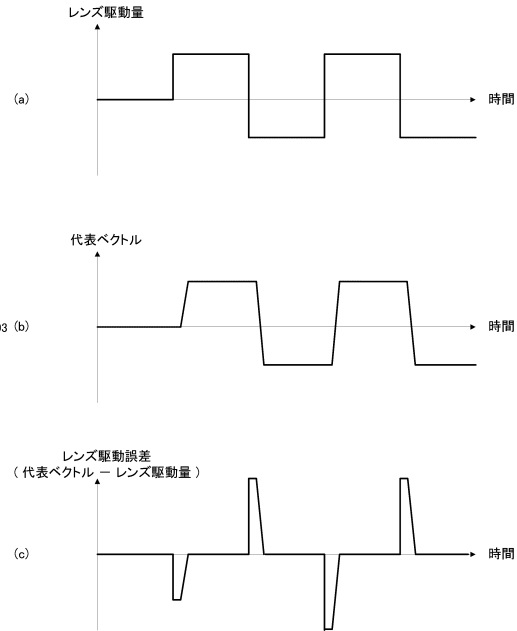 レンズ駆動量
(a)
時間
代表ベクトル
03 (b)
時間
レンズ駆動誤差
( 代表ベクトル － レンズ駆動量 )
(c)
時間